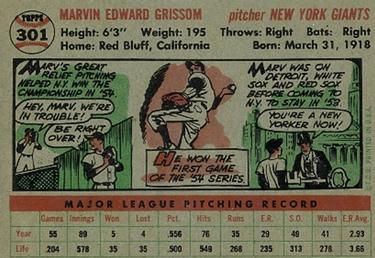 TOPPS
301
MARVIN EDWARD GRISSOM
pitcher NEW YORK GIANTS
Height: 6'3" Weight: 195
Throws: Right Bats: Right
Home: Red Bluff, California
Born: March 31, 1918
MARV'S GREAT
RELIEF PITCHING
HELPED N.Y. WIN THE
CHAMPIONSHIP IN '54.
HEY, MARV, WE'RE
IN TROUBLE!
BE RIGHT
OVER!
HE WON THE
FIRST GAME
OF THE
'54 SERIES.
MARV WAS ON
DETROIT, WHITE
SOX AND RED SOX
BEFORE COMING TO
N.Y. TO STAY IN '53.
YOU'RE A NEW
YORKER NOW!
T.C.G. PRINTED IN U.S.A.
MAJOR LEAGUE PITCHING RECORD
Games Innings Won Lost Pct. Hits Runs E.R. S.O. Walks E.R.Avg.
Year 55 89 5 4 .556 76 35 29 49 41 2.93
Life 204 578 35 35 .500 549 268 235 313 276 3.66